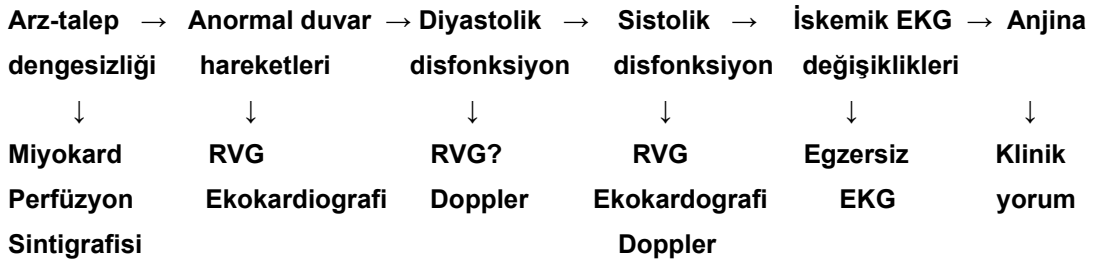 Arz-talep → Anormal duvar → Diyastolik → Sistolik → İskemik EKG → Anjina
dengesizliği hareketleri disfonksiyon disfonksiyon değişiklikleri
↓ ↓ ↓ ↓ ↓ ↓
Miyokard RVG RVG? RVG Egzersiz Klinik
Perfüzyon Ekokardiografi Doppler Ekokardografi EKG yorum
Sintigrafisi Doppler